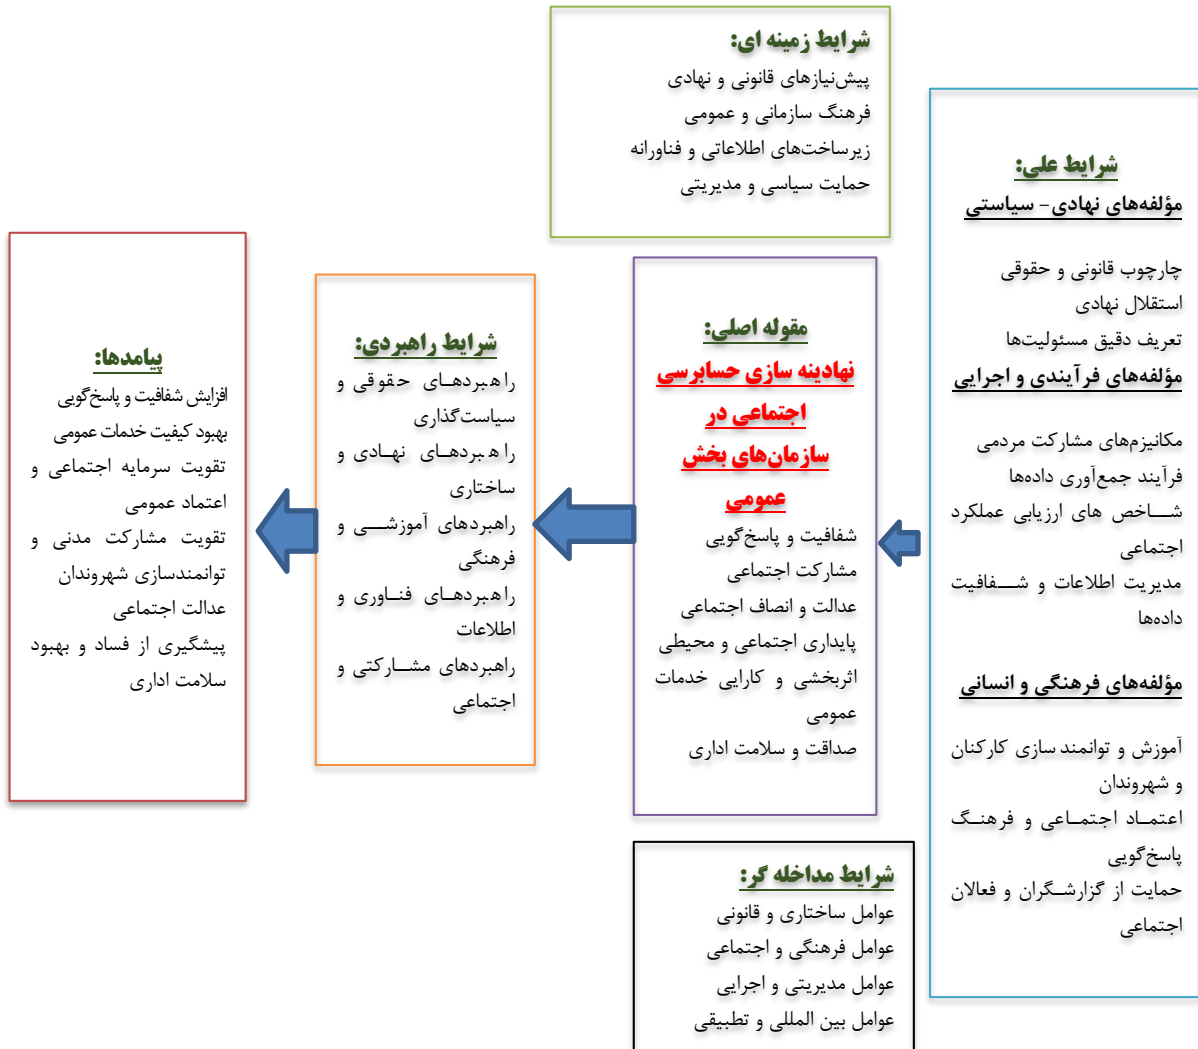 شرایط زمینه ای:
پیش‌نیازهای قانونی و نهادی
فرهنگ سازمانی و عمومی
زیرساخت‌های اطلاعاتی و فناورانه
حمایت سیاسی و مدیریتی
شرایط علی:
مؤلفه‌های نهادی- سیاستی
چارچوب قانونی و حقوقی
استقلال نهادی
تعریف دقیق مسئولیت‌ها
مؤلفه‌های فرآیندی و اجرایی
مکانیزم‌های مشارکت مردمی
فرآیند جمع‌آوری داده‌ها
شاخص های ارزیابی عملکرد
اجتماعی
مدیریت اطلاعات و شفافیت
داده‌ها
مؤلفه‌های فرهنگی و انسانی
آموزش و توانمند سازی کارکنان
و شهروندان
اعتماد اجتماعی و فرهنگ
پاسخ‌گویی
حمایت از گزارشگران و فعالان
اجتماعی
مقوله اصلی:
نهادینه سازی حسابرسی
اجتماعی در
سازمان‌های بخش
عمومی
شفافیت و پاسخ‌گویی
مشارکت اجتماعی
عدالت و انصاف اجتماعی
پایداری اجتماعی و محیطی
اثربخشی و کارایی خدمات
عمومی
صداقت و سلامت اداری
شرایط راهبردی:
راهبردهای حقوقی و
سیاست‌گذاری
راهبردهای نهادی و
ساختاری
راهبردهای آموزشی و
فرهنگی
راهبردهای فناوری و
اطلاعات
راهبردهای مشارکتی و
اجتماعی
پیامدها:
افزایش شفافیت و پاسخ‌گویی
بهبود کیفیت خدمات عمومی
تقویت سرمایه اجتماعی و
اعتماد عمومی
تقویت مشارکت مدنی و
توانمندسازی شهروندان
عدالت اجتماعی
پیشگیری از فساد و بهبود
سلامت اداری
شرایط مداخله گر:
عوامل ساختاری و قانونی
عوامل فرهنگی و اجتماعی
عوامل مدیریتی و اجرایی
عوامل بین المللی و تطبیقی